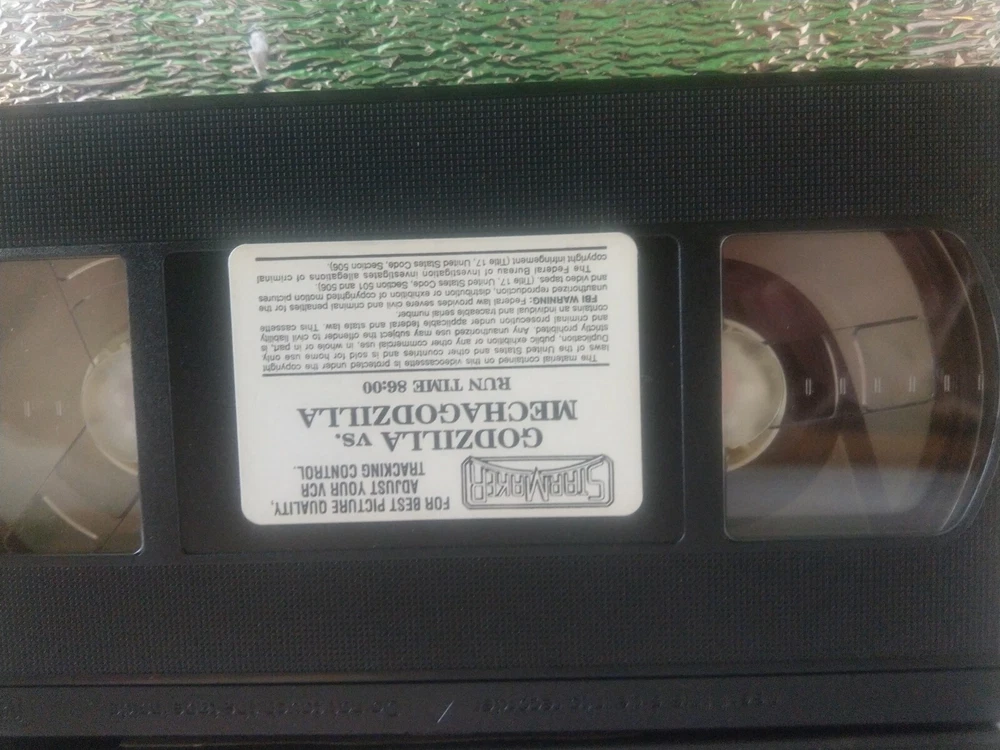 STARMAKER
FOR BEST PICTURE QUALITY,
ADJUST YOUR VCR
TRACKING CONTROL.
GODZILLA vs.
MECHAGODZILLA
RUN TIME 86:00
The material contained on this videocassette is protected under the copyright
laws of the United States and other countries and is sold for home use only.
Duplication, public exhibition or any other commercial use, in whole or in part, is
strictly prohibited. Any unauthorized use may subject the offender to civil liability
and criminal prosecution under applicable federal and state law. This cassette
contains an individual and traceable serial number.
FBI WARNING: Federal law provides severe civil and criminal penalties for the
unauthorized reproduction, distribution or exhibition of copyrighted motion pictures
and video tapes. (Title 17, United States Code, Section 501 and 506).
The Federal Bureau of Investigation investigates allegations of criminal
copyright infringement (Title 17, United States Code, Section 506).